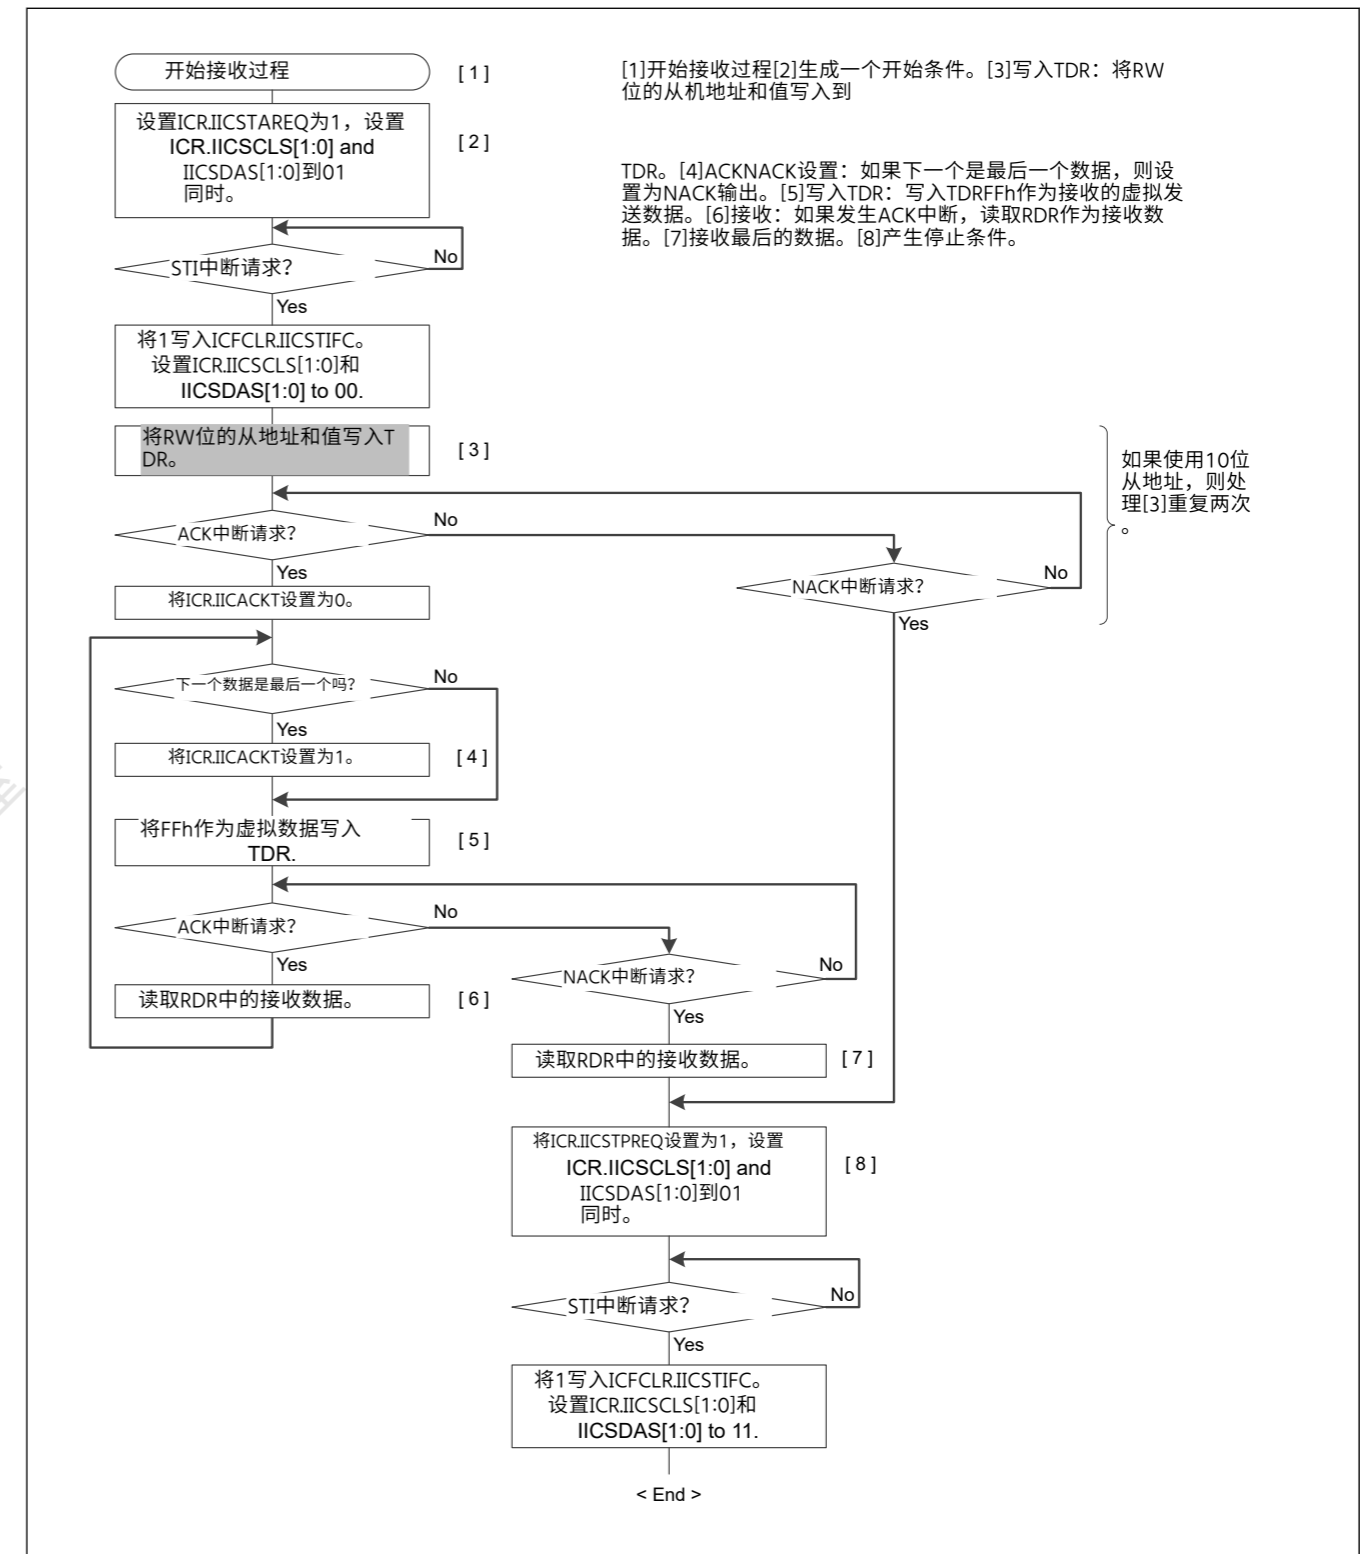 开始接收过程
[ 1 ]
[1]开始接收过程[2]生成一个开始条件。[3]写入TDR：将RW
位的从机地址和值写入到
设置ICR.IICSTAREQ为1，设置
ICR.IICSCLS[1:0] and
IICSDAS[1:0]到01
同时。
[ 2 ]
TDR。[4]ACKNACK设置：如果下一个是最后一个数据，则设
置为NACK输出。[5]写入TDR：写入TDRFFh作为接收的虚拟发
送数据。[6]接收：如果发生ACK中断，读取RDR作为接收数
据。[7]接收最后的数据。[8]产生停止条件。
STI中断请求？
No
Yes
将1写入ICFCLR.IICSTIFC。
设置ICR.IICSCLS[1:0]和
IICSDAS[1:0] to 00.
将RW位的从地址和值写入T
DR。
[ 3 ]
如果使用10位
从地址，则处
理[3]重复两次
。
ACK中断请求？
No
Yes
NACK中断请求？
No
Yes
将ICR.IICACKT设置为0。
下一个数据是最后一个吗？
No
Yes
将ICR.IICACKT设置为1。
[ 4 ]
将FFh作为虚拟数据写入
TDR.
[ 5 ]
ACK中断请求？
No
Yes
NACK中断请求？
No
Yes
读取RDR中的接收数据。
[ 6 ]
读取RDR中的接收数据。
[ 7 ]
将ICR.IICSTPREQ设置为1，设置
ICR.IICSCLS[1:0] and
IICSDAS[1:0]到01
同时。
[ 8 ]
STI中断请求？
No
Yes
将1写入ICFCLR.IICSTIFC。
设置ICR.IICSCLS[1:0]和
IICSDAS[1:0] to 11.
< End >